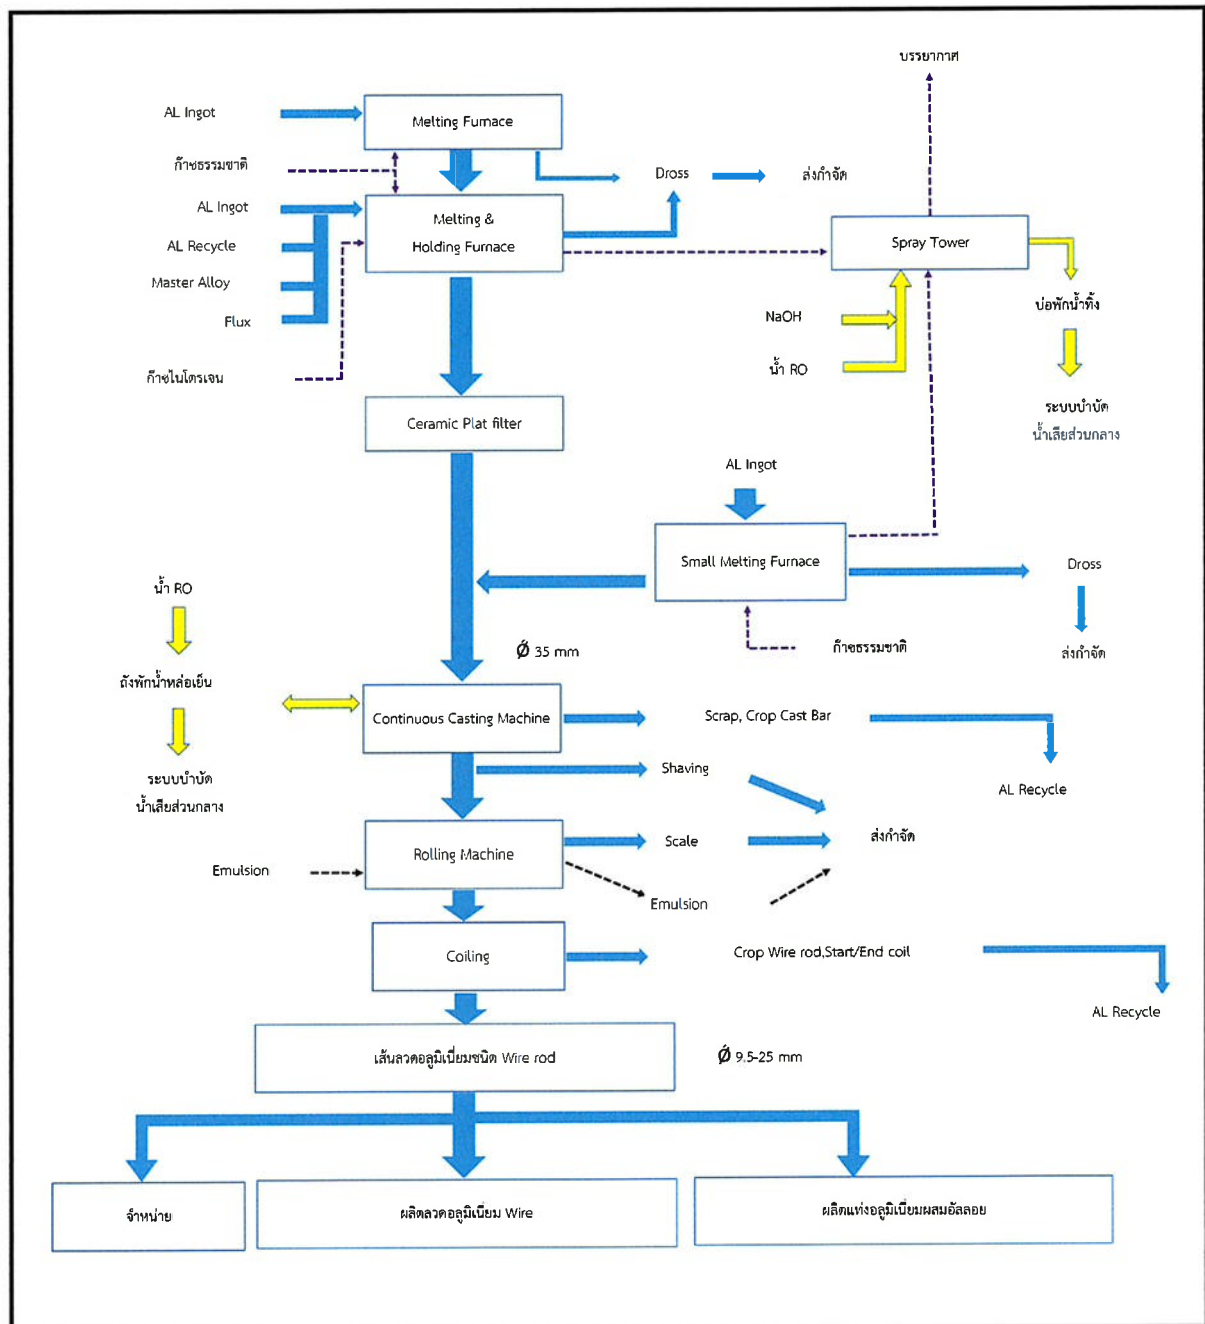 บรรยากาศ
AL Ingot
Melting Furnace
ก๊าซธรรมชาติ
Dross
ส่งกำจัด
AL Ingot
Melting &
Holding Furnace
AL Recycle
Master Alloy
Flux
Spray Tower
NaOH
น้ำ RO
บ่อพักน้ำทิ้ง
ระบบบำบัด
น้ำเสียส่วนกลาง
ก๊าซไนโตรเจน
Ceramic Plat filter
AL Ingot
Small Melting Furnace
Dross
ส่งกำจัด
ก๊าซธรรมชาติ
น้ำ RO
ถังพักน้ำหล่อเย็น
ระบบบำบัด
น้ำเสียส่วนกลาง
Ø 35 mm
Continuous Casting Machine
Scrap, Crop Cast Bar
AL Recycle
Shaving
Rolling Machine
Scale
ส่งกำจัด
Emulsion
Emulsion
Coiling
Crop Wire rod,Start/End coil
AL Recycle
เส้นลวดอลูมิเนี่ยมชนิด Wire rod
Ø 9.5-25 mm
จำหน่าย
ผลิตลวดอลูมิเนี่ยม Wire
ผลิตแท่งอลูมิเนี่ยมผสมอัลลอย